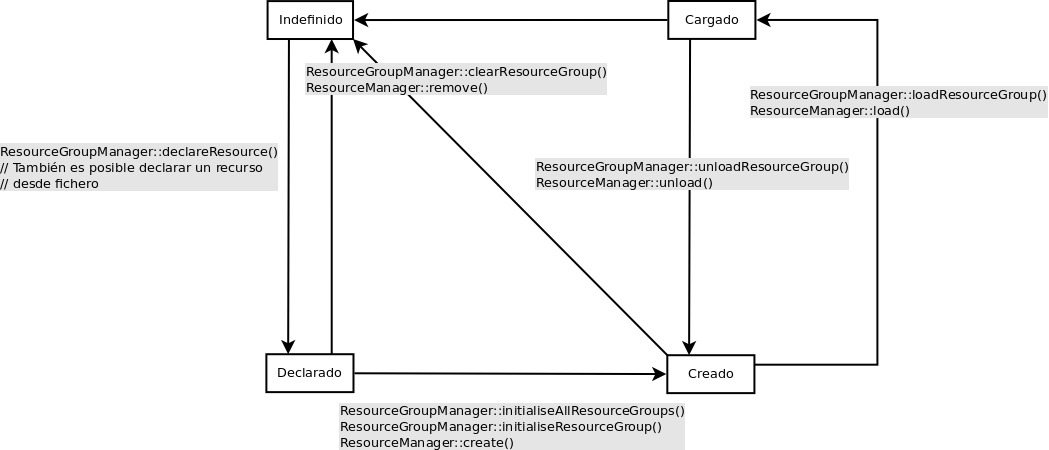 Indefinido
Cargado
ResourceGroupManager::clearResourceGroup()
ResourceManager::remove()
ResourceGroupManager::loadResourceGroup()
ResourceManager::load()
ResourceGroupManager::declareResource()
// También es posible declarar un recurso
// desde fichero
ResourceGroupManager::unloadResourceGroup()
ResourceManager::unload()
Declarado
Creado
ResourceGroupManager::initialiseAllResourceGroups()
ResourceGroupManager::initialiseResourceGroup()
ResourceManager::create()